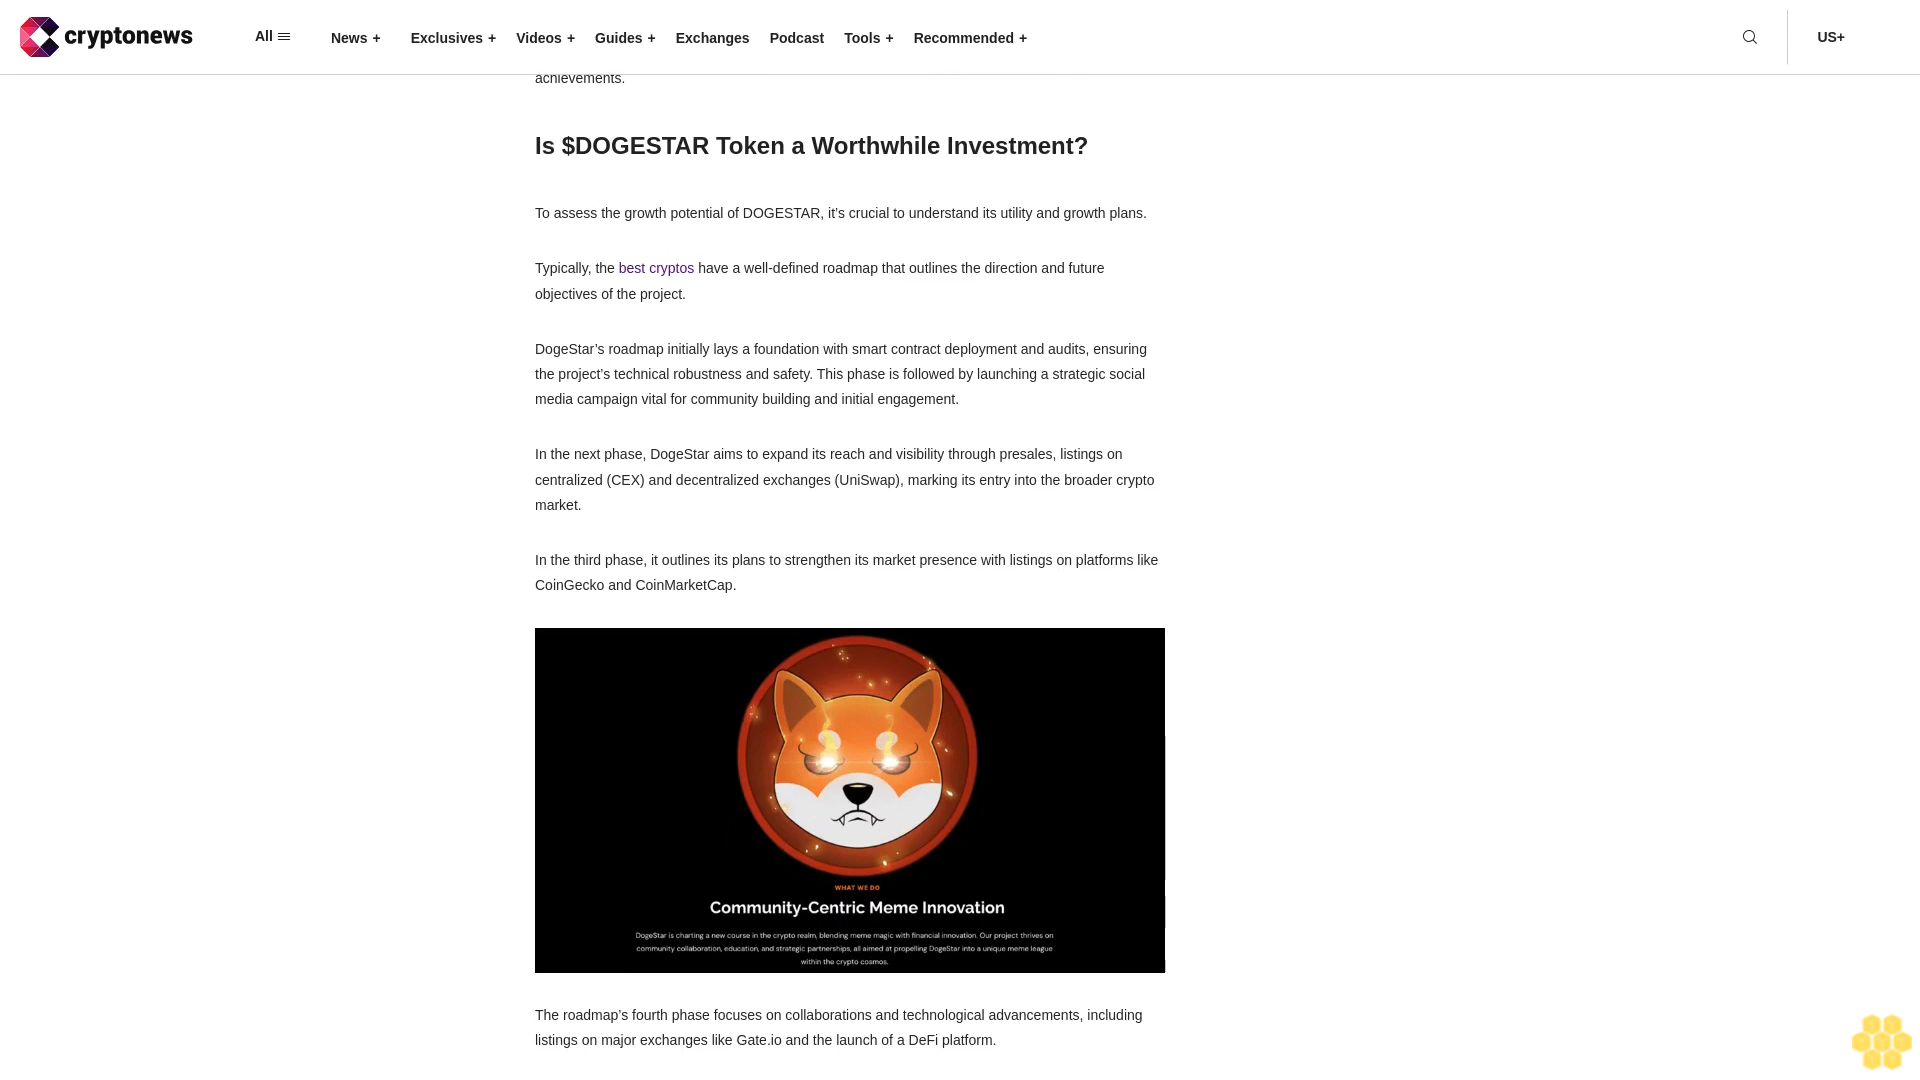 cryptonews
All
News +
Exclusives +
Videos +
Guides +
Exchanges
Podcast
Tools +
Recommended +
US+
achievements.
Is $DOGESTAR Token a Worthwhile Investment?
To assess the growth potential of DOGESTAR, it’s crucial to understand its utility and growth plans.
Typically, the best cryptos have a well-defined roadmap that outlines the direction and future
objectives of the project.
DogeStar’s roadmap initially lays a foundation with smart contract deployment and audits, ensuring
the project’s technical robustness and safety. This phase is followed by launching a strategic social
media campaign vital for community building and initial engagement.
In the next phase, DogeStar aims to expand its reach and visibility through presales, listings on
centralized (CEX) and decentralized exchanges (UniSwap), marking its entry into the broader crypto
market.
In the third phase, it outlines its plans to strengthen its market presence with listings on platforms like
CoinGecko and CoinMarketCap.
WHAT WE DO
Community-Centric Meme Innovation
DogeStar is charting a new course in the crypto realm, blending meme magic with financial innovation. Our project thrives on
community collaboration, education, and strategic partnerships, all aimed at propelling DogeStar into a unique meme league
within the crypto cosmos.
The roadmap’s fourth phase focuses on collaborations and technological advancements, including
listings on major exchanges like Gate.io and the launch of a DeFi platform.